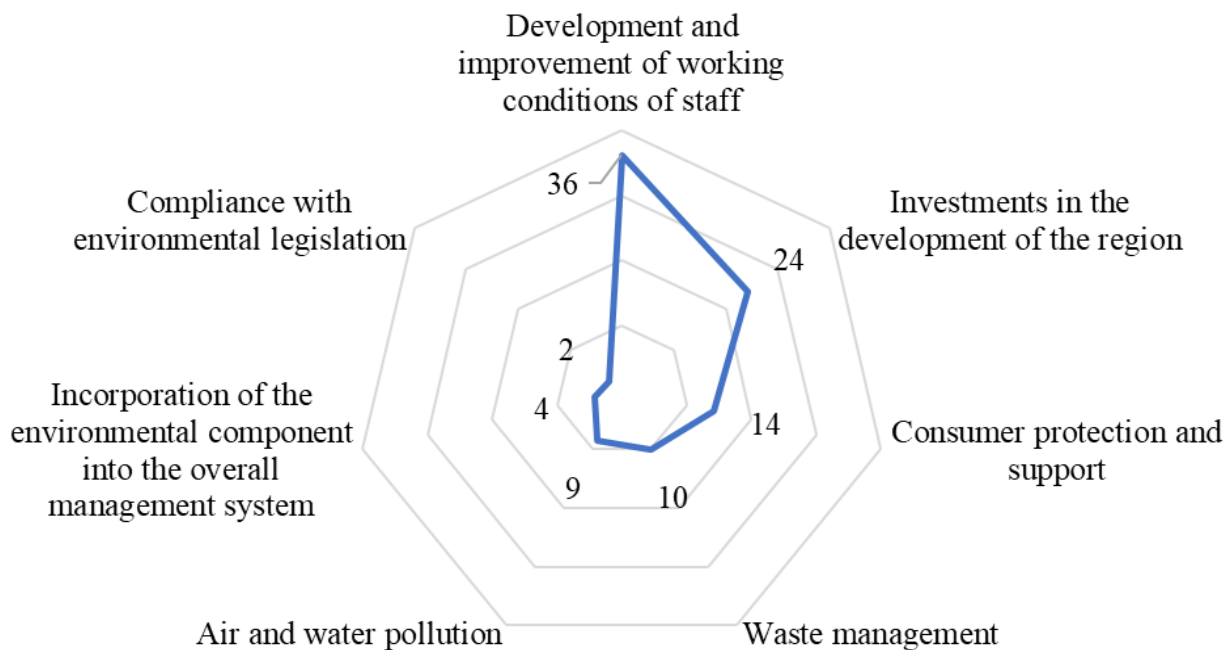 Development and
improvement of working
conditions of staff
36
Compliance with
environmental legislation
Investments in the
development of the region
24
2
Incorporation of the
environmental component
into the overall
management system
4
14
Consumer protection and
support
9
10
Air and water pollution
Waste management